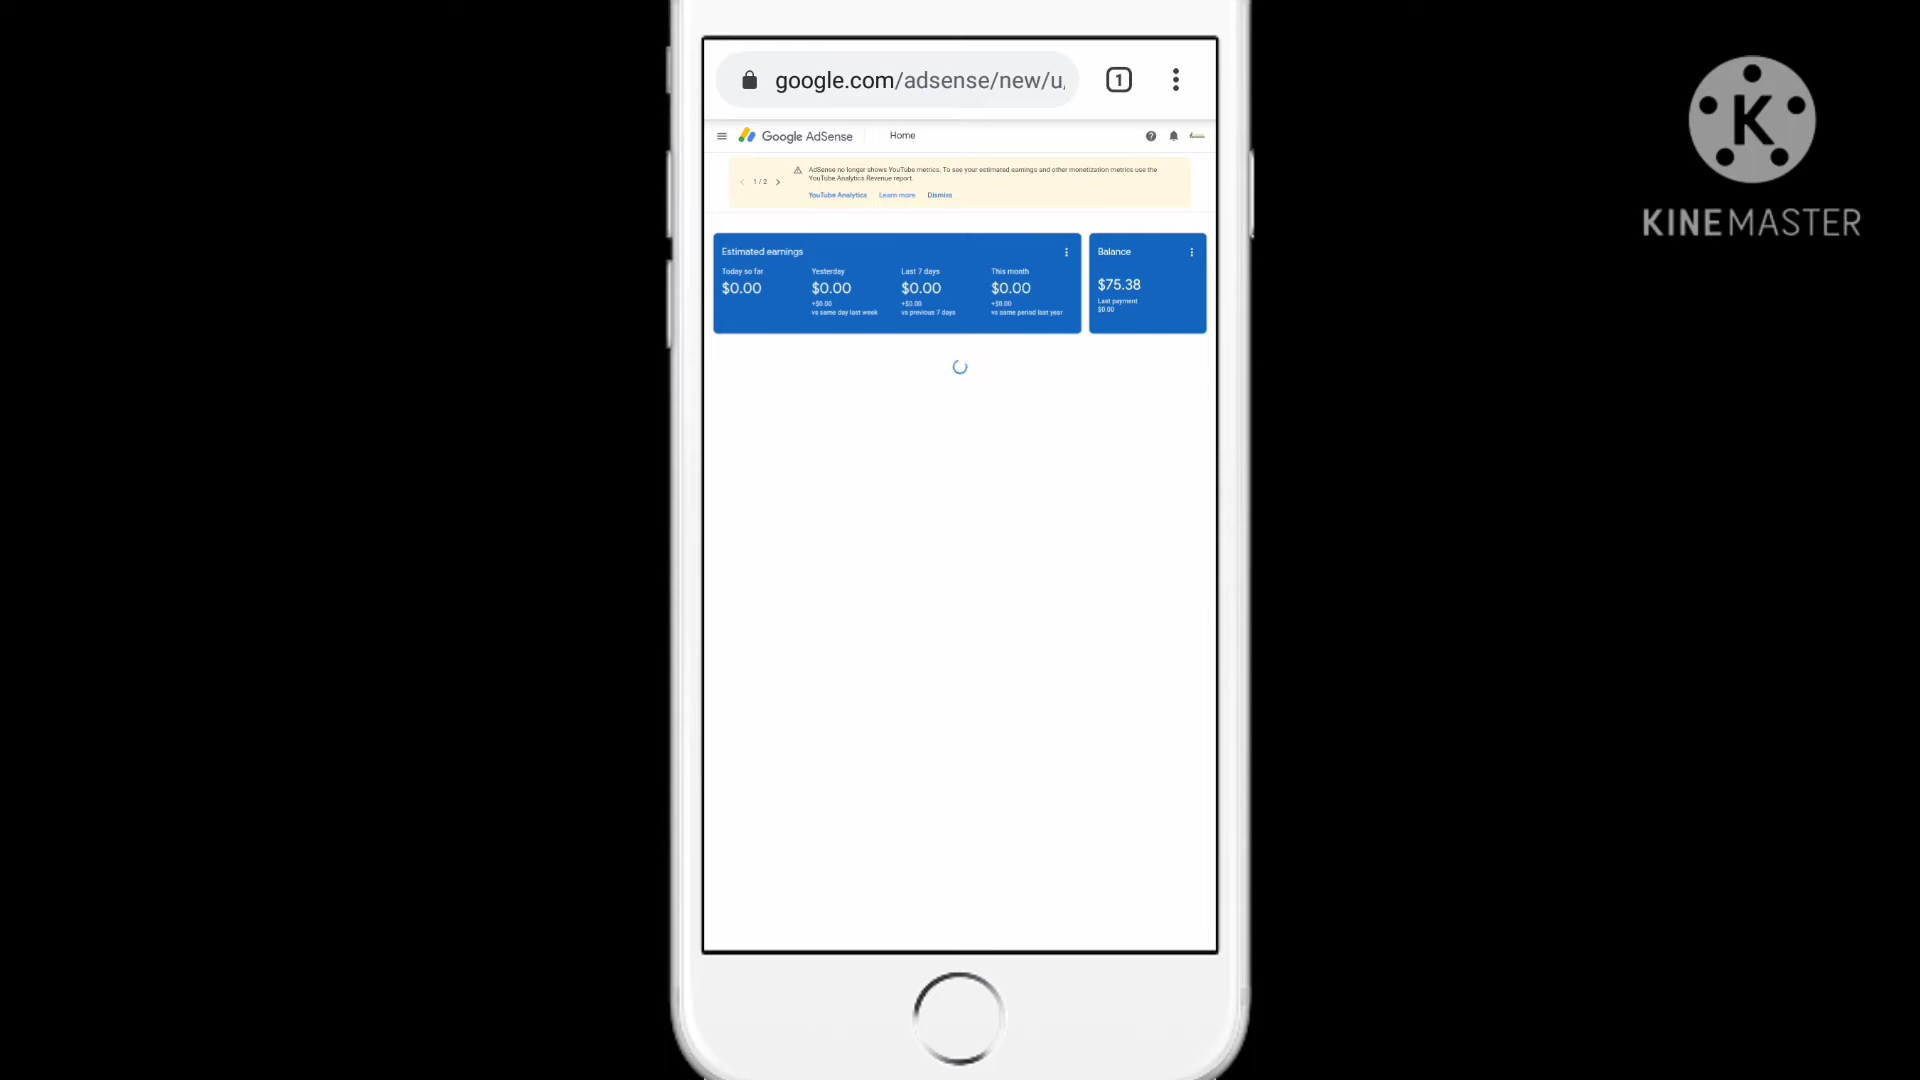 google.com/adsense/new/u,
1
Google AdSense
Home
AdSense no longer shows YouTube metrics. To see your estimated earnings and other monetization metrics use the
YouTube Analytics Revenue report.
1 / 2
YouTube Analytics Learn more Dismiss
Estimated earnings
Today so far Yesterday Last 7 days This month
$0.00 $0.00 $0.00 $0.00
+$0.00 +$0.00 +$0.00
vs same day last week vs previous 7 days vs same period last year
Balance
$75.38
Last payment
$0.00
K
KINEMASTER